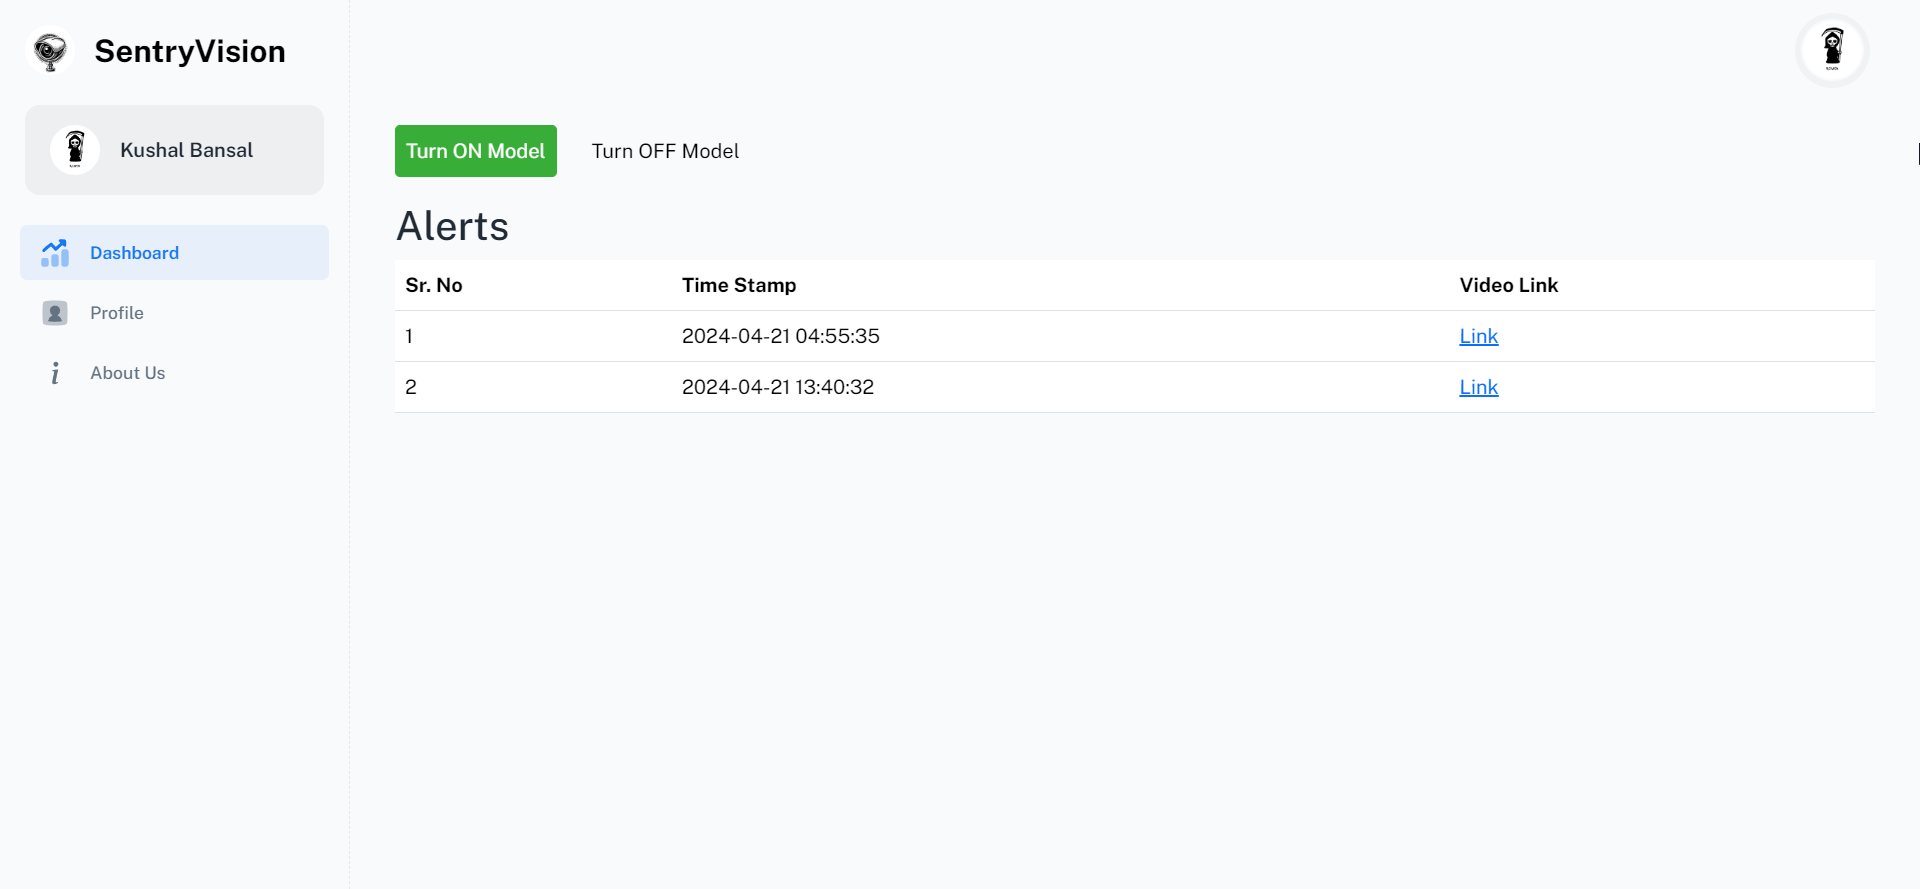 SentryVision
Kushal Bansal
Dashboard
Profile
About Us
Turn ON Model Turn OFF Model
Alerts
Sr. No Time Stamp Video Link
1 2024-04-21 04:55:35 Link
2 2024-04-21 13:40:32 Link